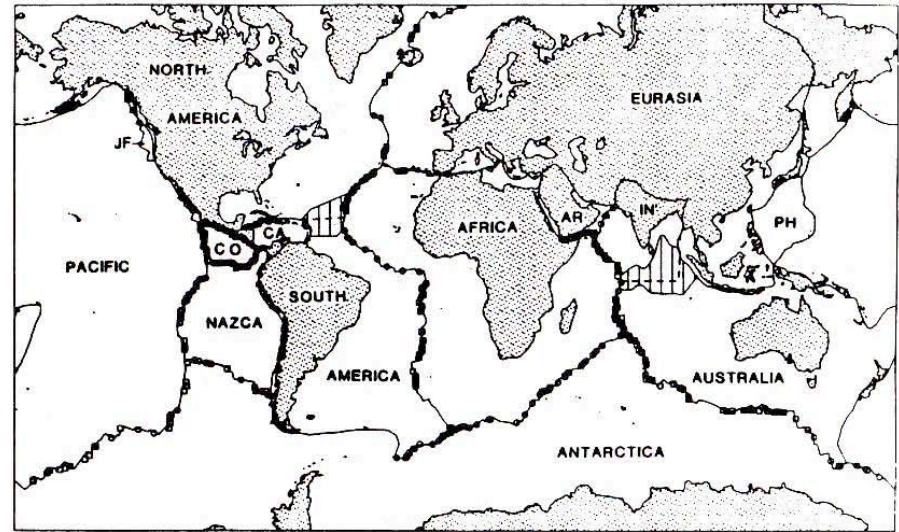 NORTH
AMERICA
EURASIA
JF
AFRICA
AR
IN
PH
CA
CO
PACIFIC
SOUTH
NAZCA
AMERICA
AUSTRALIA
ANTARCTICA